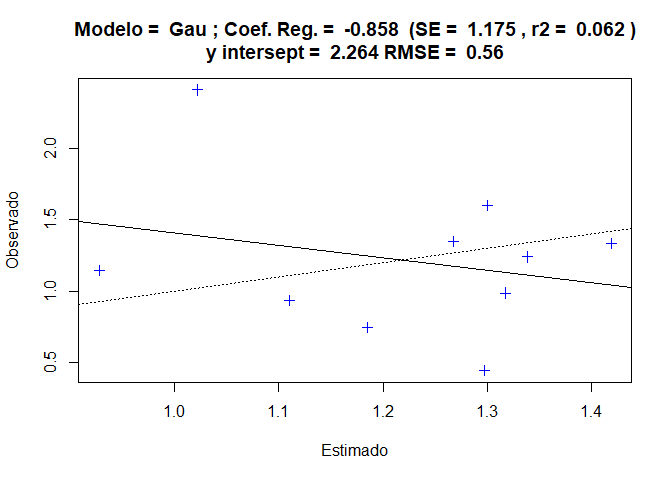 Modelo = Gau ; Coef. Reg. = -0.858 (SE = 1.175 , r2 = 0.062 )
y intersept = 2.264 RMSE = 0.56
Observado
2.0
1.5
1.0
0.5
1.0 1.1 1.2 1.3 1.4
Estimado